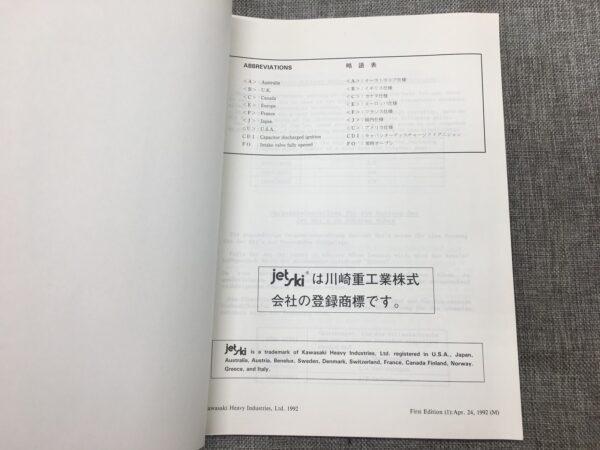 ABBREVIATIONS 略 語 表
<A> : Australia <A> : オーストラリア仕様
<B> : U.K. <B> : イギリス仕様
<C> : Canada <C> : カナダ仕様
<E> : Europe <E> : ヨーロッパ仕様
<F> : France <F> : フランス仕様
<J> : Japan <J> : 国内仕様
<U> : U.S.A. <U> : アメリカ仕様
CDI : Capacitor discharged ignition CDI : キャパシターディスチャージドイグニション
FO : Intake valve fully opened FO : 常時オープン
jet ski® は川崎重工業株式
会社の登録商標です。
jet ski is a trademark of Kawasaki Heavy Industries, Ltd. registered in U.S.A., Japan,
Australia, Austria, Benelux, Sweden, Denmark, Switzerland, France, Canada Finland, Norway,
Greece, and Italy.
awasaki Heavy Industries, Ltd. 1992 First Edition (1):Apr. 24, 1992 (M)